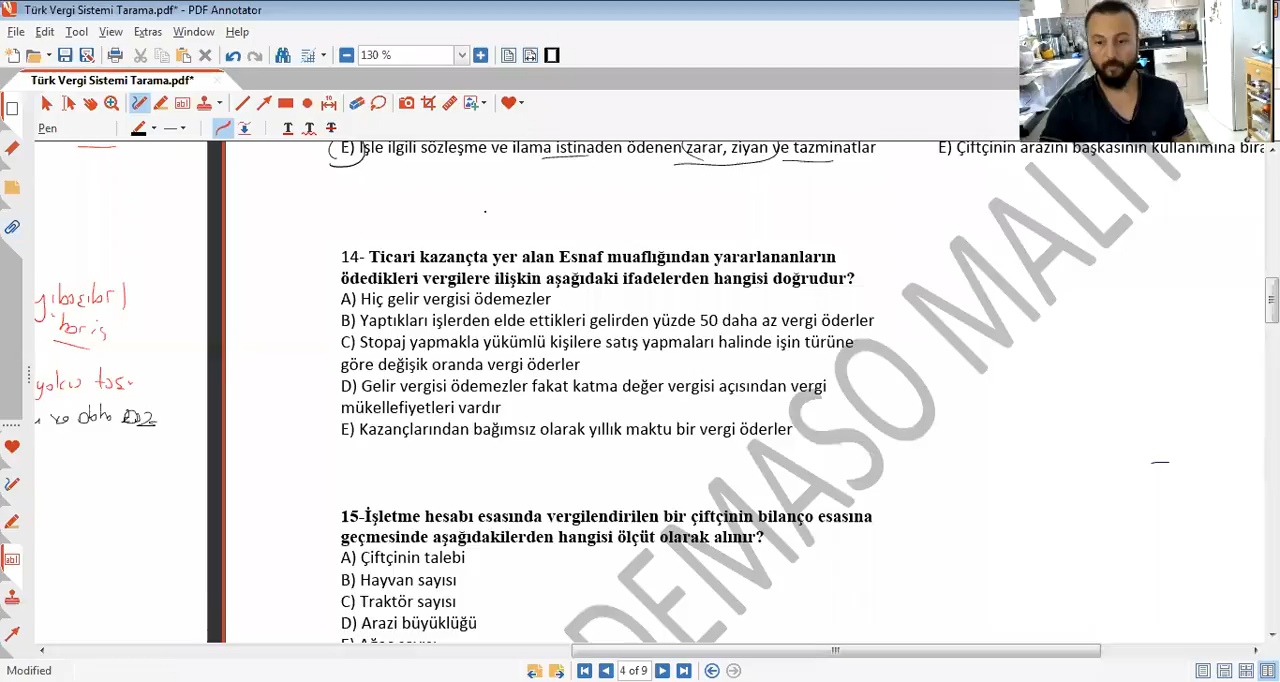 Türk Vergi Sistemi Tarama.pdf* - PDF Annotator
File Edit Tool View Extras Window Help
130 %
Türk Vergi Sistemi Tarama.pdf*
Pen
E) İşle ilgili sözleşme ve ilama istinaden ödenen zarar, ziyan ve tazminatlar
E) Çiftçinin arazini başkasının kullanımına bıra
14- Ticari kazançta yer alan Esnaf muaflığından yararlananların
ödedikleri vergilere ilişkin aşağıdaki ifadelerden hangisi doğrudur?
A) Hiç gelir vergisi ödemezler
B) Yaptıkları işlerden elde ettikleri gelirden yüzde 50 daha az vergi öderler
C) Stopaj yapmakla yükümlü kişilere satış yapmaları halinde işin türüne
göre değişik oranda vergi öderler
D) Gelir vergisi ödemezler fakat katma değer vergisi açısından vergi
mükellefiyetleri vardır
E) Kazançlarından bağımsız olarak yıllık maktu bir vergi öderler
15-İşletme hesabı esasında vergilendirilen bir çiftçinin bilanço esasına
geçmesinde aşağıdakilerden hangisi ölçüt olarak alınır?
A) Çiftçinin talebi
B) Hayvan sayısı
C) Traktör sayısı
D) Arazi büyüklüğü
E) Ağaç sayısı
DEMASO MALİ
ve daha
Modified
4 of 9